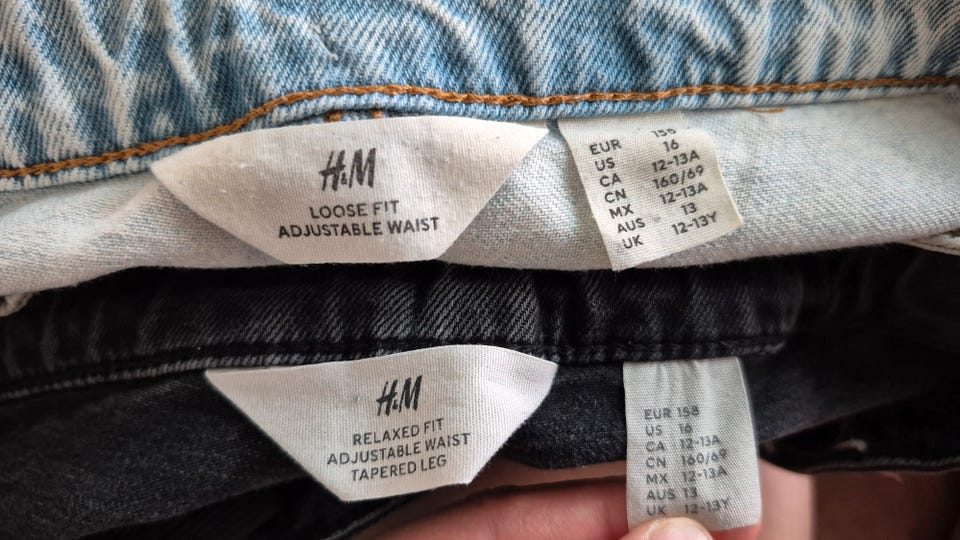 H&M
LOOSE FIT
ADJUSTABLE WAIST
EUR 158
US 16
CA 12-13A
CN 160/69
MX 12-13A
AUS 13
UK 12-13Y
H&M
RELAXED FIT
ADJUSTABLE WAIST
TAPERED LEG
EUR 158
US 16
CA 12-13A
CN 160/69
MX 12-13A
AUS 13
UK 12-13Y